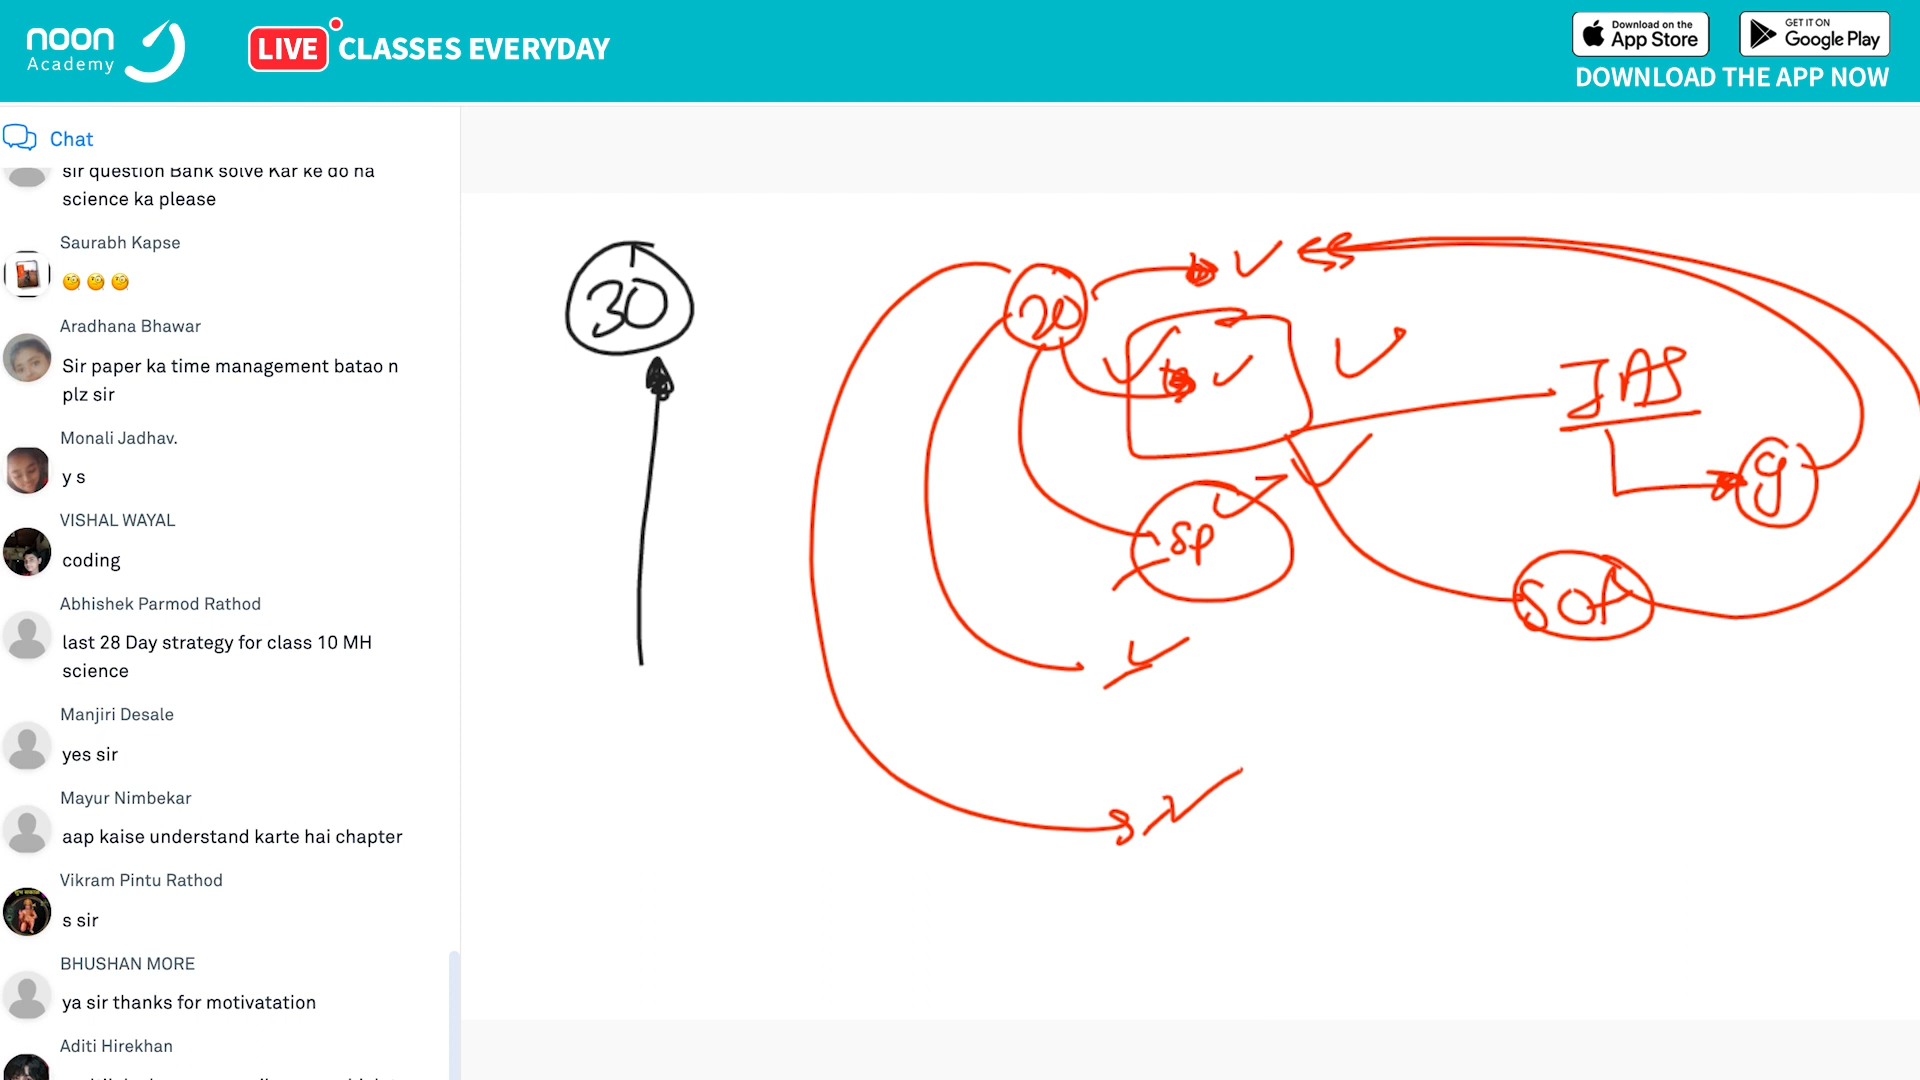 noon
Academy
LIVE CLASSES EVERYDAY
Download on the
App Store
GET IT ON
Google Play
DOWNLOAD THE APP NOW
Chat
sir question Bank solve Kar ke do na
science ka please
Saurabh Kapse
🧐 🧐 🧐
Aradhana Bhawar
Sir paper ka time management batao n
plz sir
Monali Jadhav.
y s
VISHAL WAYAL
coding
Abhishek Parmod Rathod
last 28 Day strategy for class 10 MH
science
Manjiri Desale
yes sir
Mayur Nimbekar
aap kaise understand karte hai chapter
Vikram Pintu Rathod
s sir
BHUSHAN MORE
ya sir thanks for motivatation
Aditi Hirekhan
30
20
IAS
g
SP